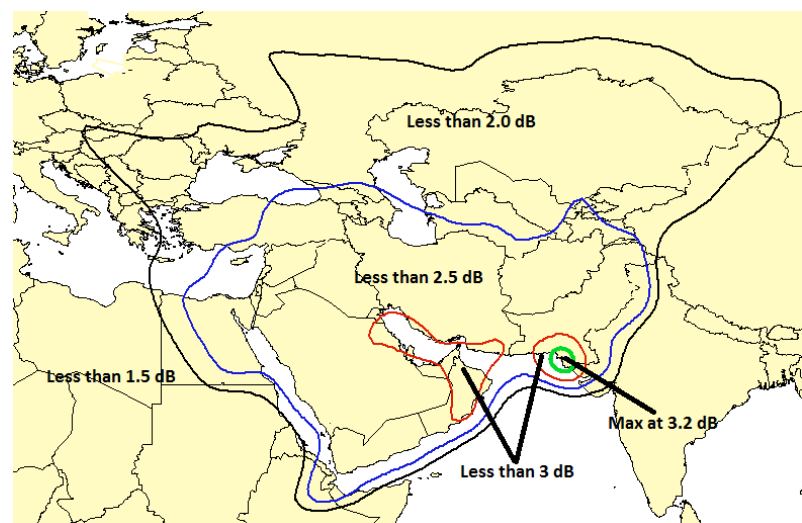 Less than 2.0 dB
Less than 2.5 dB
Less than 1.5 dB
Max at 3.2 dB
Less than 3 dB